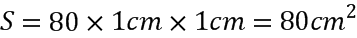 S = 80 × 1cm × 1cm = 80cm²